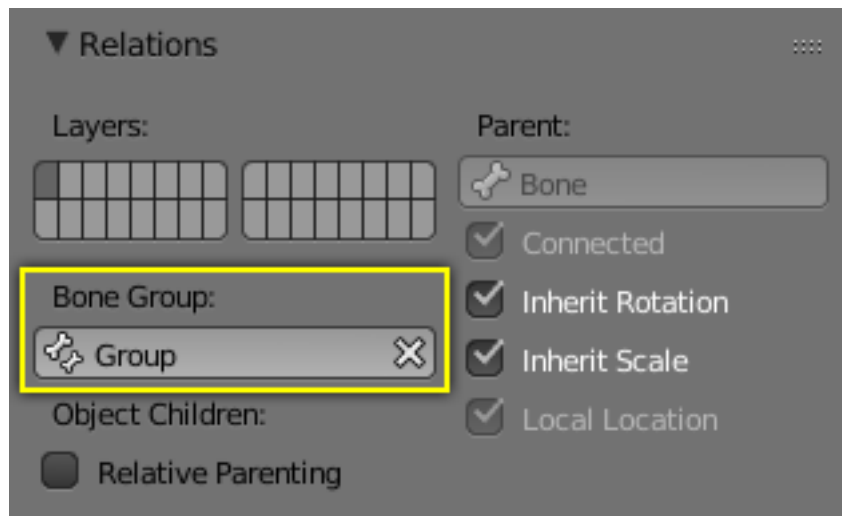 Relations
Layers:
Bone Group:
Group
Object Children:
Relative Parenting
Parent:
Bone
Connected
Inherit Rotation
Inherit Scale
Local Location